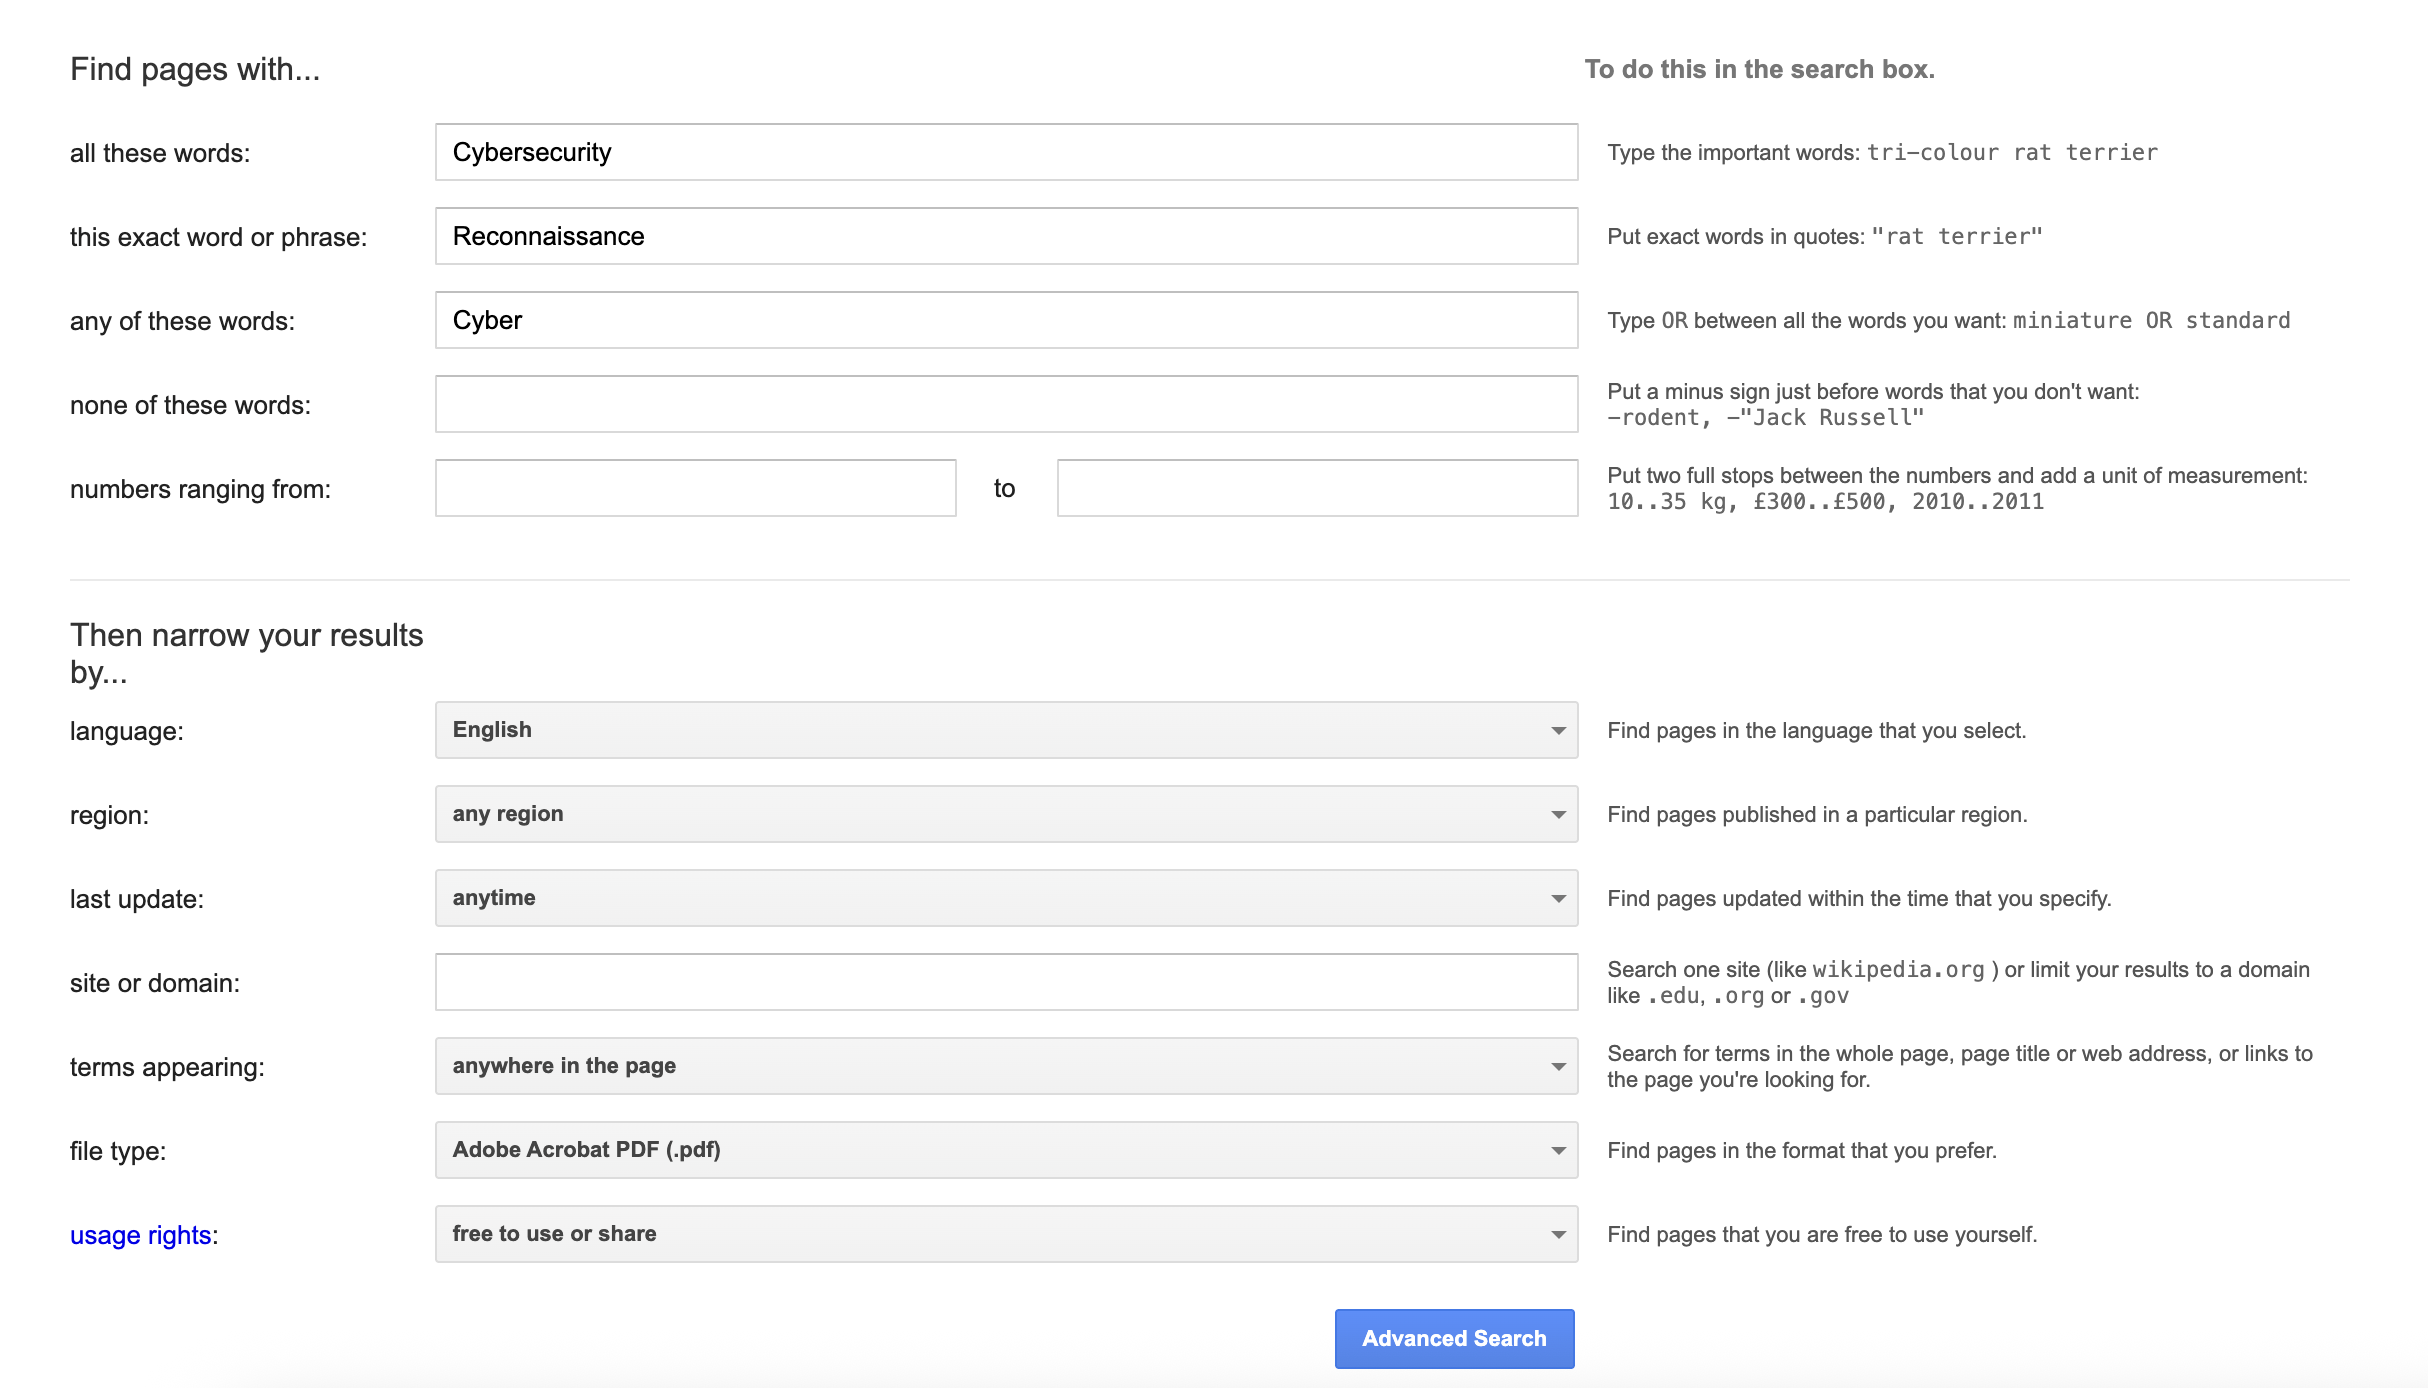 Find pages with...
To do this in the search box.
all these words:
Cybersecurity
Type the important words: tri-colour rat terrier
this exact word or phrase:
Reconnaissance
Put exact words in quotes: "rat terrier"
any of these words:
Cyber
Type OR between all the words you want: miniature OR standard
none of these words:
Put a minus sign just before words that you don't want:
-rodent, -"Jack Russell"
numbers ranging from:
to
Put two full stops between the numbers and add a unit of measurement:
10..35 kg, £300..£500, 2010..2011
Then narrow your results
by...
language:
English
Find pages in the language that you select.
region:
any region
Find pages published in a particular region.
last update:
anytime
Find pages updated within the time that you specify.
site or domain:
Search one site (like wikipedia.org ) or limit your results to a domain
like .edu, .org or .gov
terms appearing:
anywhere in the page
Search for terms in the whole page, page title or web address, or links to
the page you're looking for.
file type:
Adobe Acrobat PDF (.pdf)
Find pages in the format that you prefer.
usage rights:
free to use or share
Find pages that you are free to use yourself.
Advanced Search